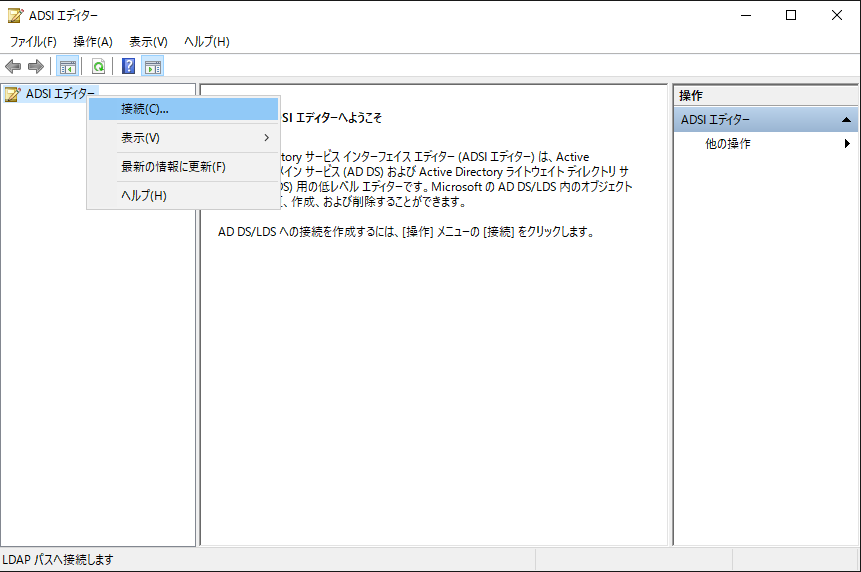 ADSI エディター
ファイル(F) 操作(A) 表示(V) ヘルプ(H)
ADSI エディター
接続(C)...
表示(V)
最新の情報に更新(F)
ヘルプ(H)
SI エディターへようこそ
tory サービス インターフェイス エディター (ADSI エディター) は、Active
メイン サービス (AD DS) および Active Directory ライトウェイト ディレクトリ サ
DS) 用の低レベル エディターです。Microsoft の AD DS/LDS 内のオブジェクト
、作成、および削除することができます。
AD DS/LDS への接続を作成するには、[操作] メニューの [接続] をクリックします。
操作
ADSI エディター
他の操作
LDAP パスへ接続します